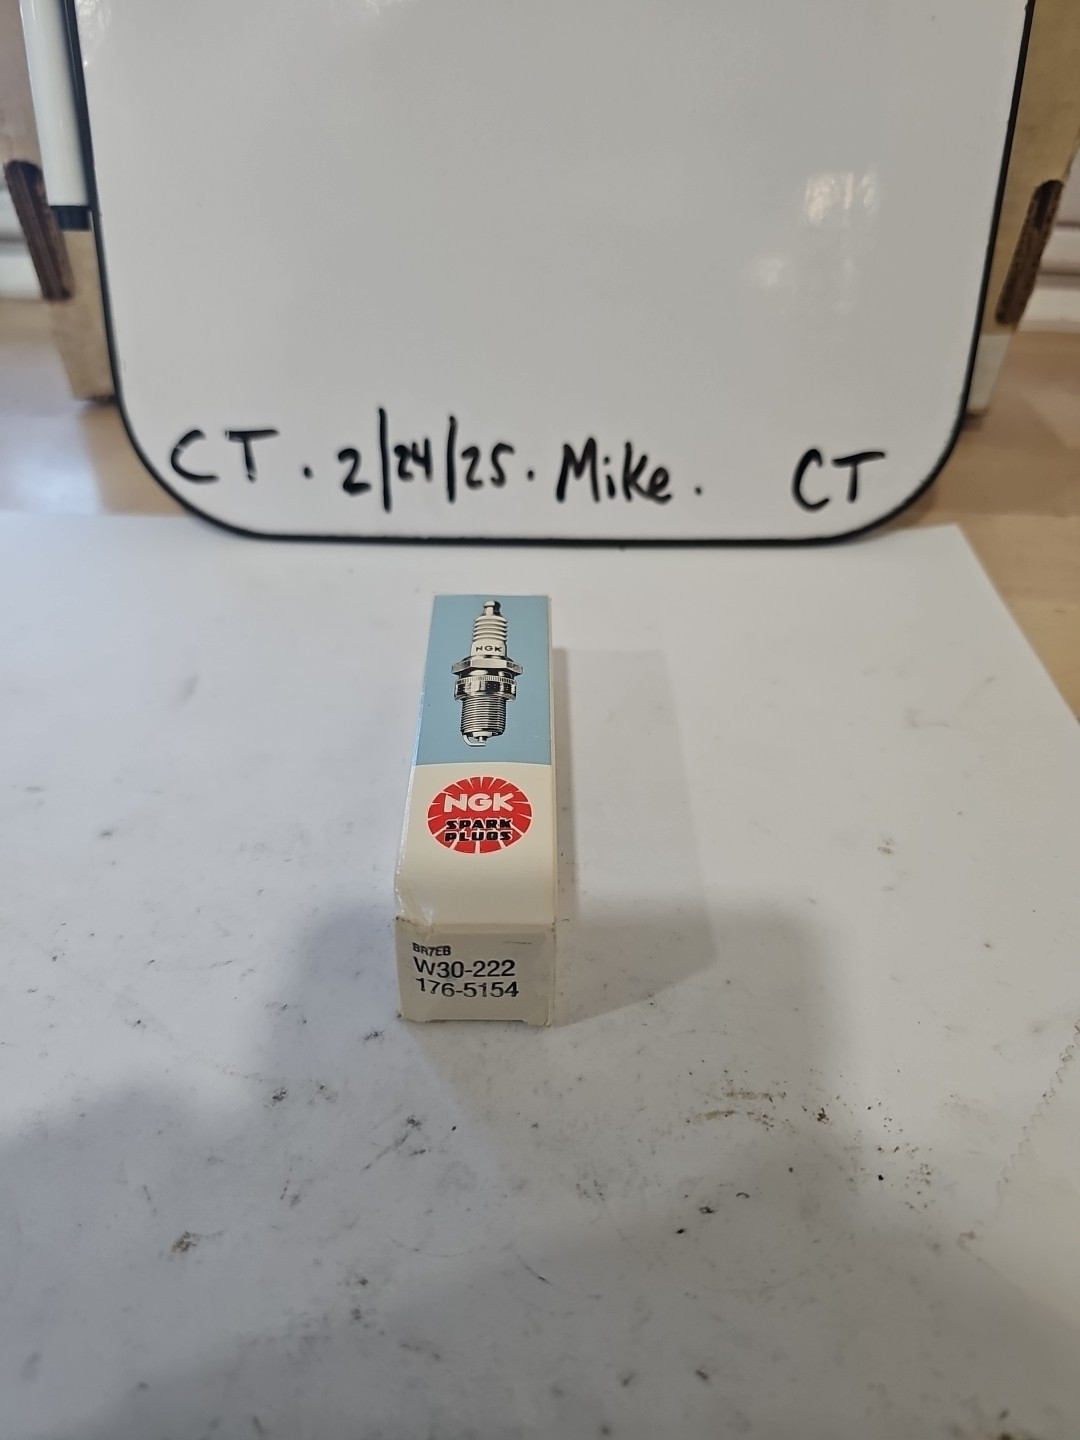 CT. 2/24/25. Mike. CT
NGK
NGK
SPARK
PLUGS
BR7EB
W30-222
176-5154